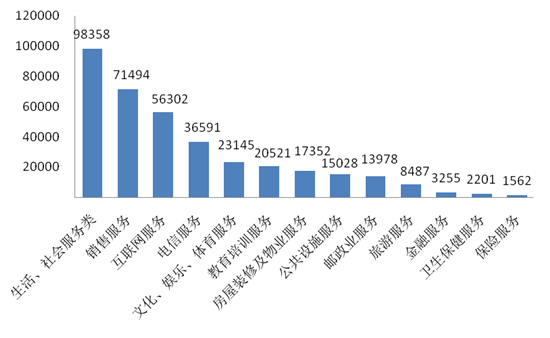 120000
100000
80000
60000
40000
20000
98358
71494
56302
36591
23145
20521
17352
15028
13978
8487
3255
2201
1562
生活、社会服务类
销售服务
互联网服务
电信服务
文化、娱乐、体育服务
教育培训服务
房屋装修及物业服务
公共设施服务
邮政业服务
旅游服务
金融服务
卫生保健服务
保险服务